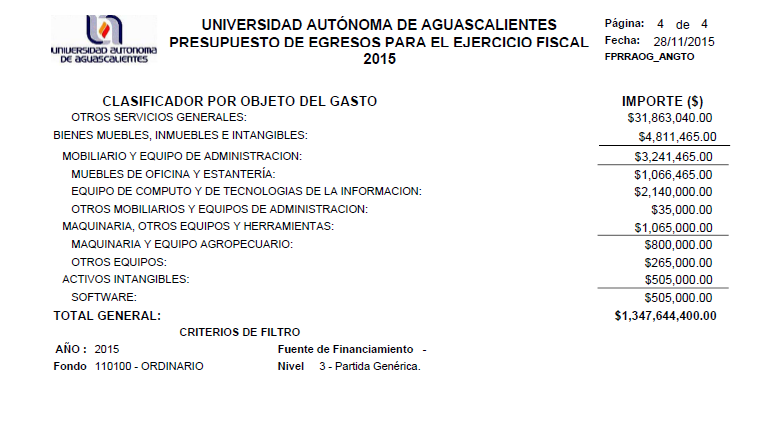 UNIVERSIDAD AUTONOMA
DE AGUASCALIENTES
UNIVERSIDAD AUTÓNOMA DE AGUASCALIENTES
PRESUPUESTO DE EGRESOS PARA EL EJERCICIO FISCAL
2015
Página: 4 de 4
Fecha: 28/11/2015
FPRRAOG_ANGTO
CLASIFICADOR POR OBJETO DEL GASTO IMPORTE ($)
OTROS SERVICIOS GENERALES: $31,863,040.00
BIENES MUEBLES, INMUEBLES E INTANGIBLES: $4,811,465.00
MOBILIARIO Y EQUIPO DE ADMINISTRACION: $3,241,465.00
MUEBLES DE OFICINA Y ESTANTERÍA: $1,066,465.00
EQUIPO DE COMPUTO Y DE TECNOLOGIAS DE LA INFORMACION: $2,140,000.00
OTROS MOBILIARIOS Y EQUIPOS DE ADMINISTRACION: $35,000.00
MAQUINARIA, OTROS EQUIPOS Y HERRAMIENTAS: $1,065,000.00
MAQUINARIA Y EQUIPO AGROPECUARIO: $800,000.00
OTROS EQUIPOS: $265,000.00
ACTIVOS INTANGIBLES: $505,000.00
SOFTWARE: $505,000.00
TOTAL GENERAL: $1,347,644,400.00
CRITERIOS DE FILTRO
AÑO : 2015 Fuente de Financiamiento -
Fondo 110100 - ORDINARIO Nivel 3 - Partida Genérica.